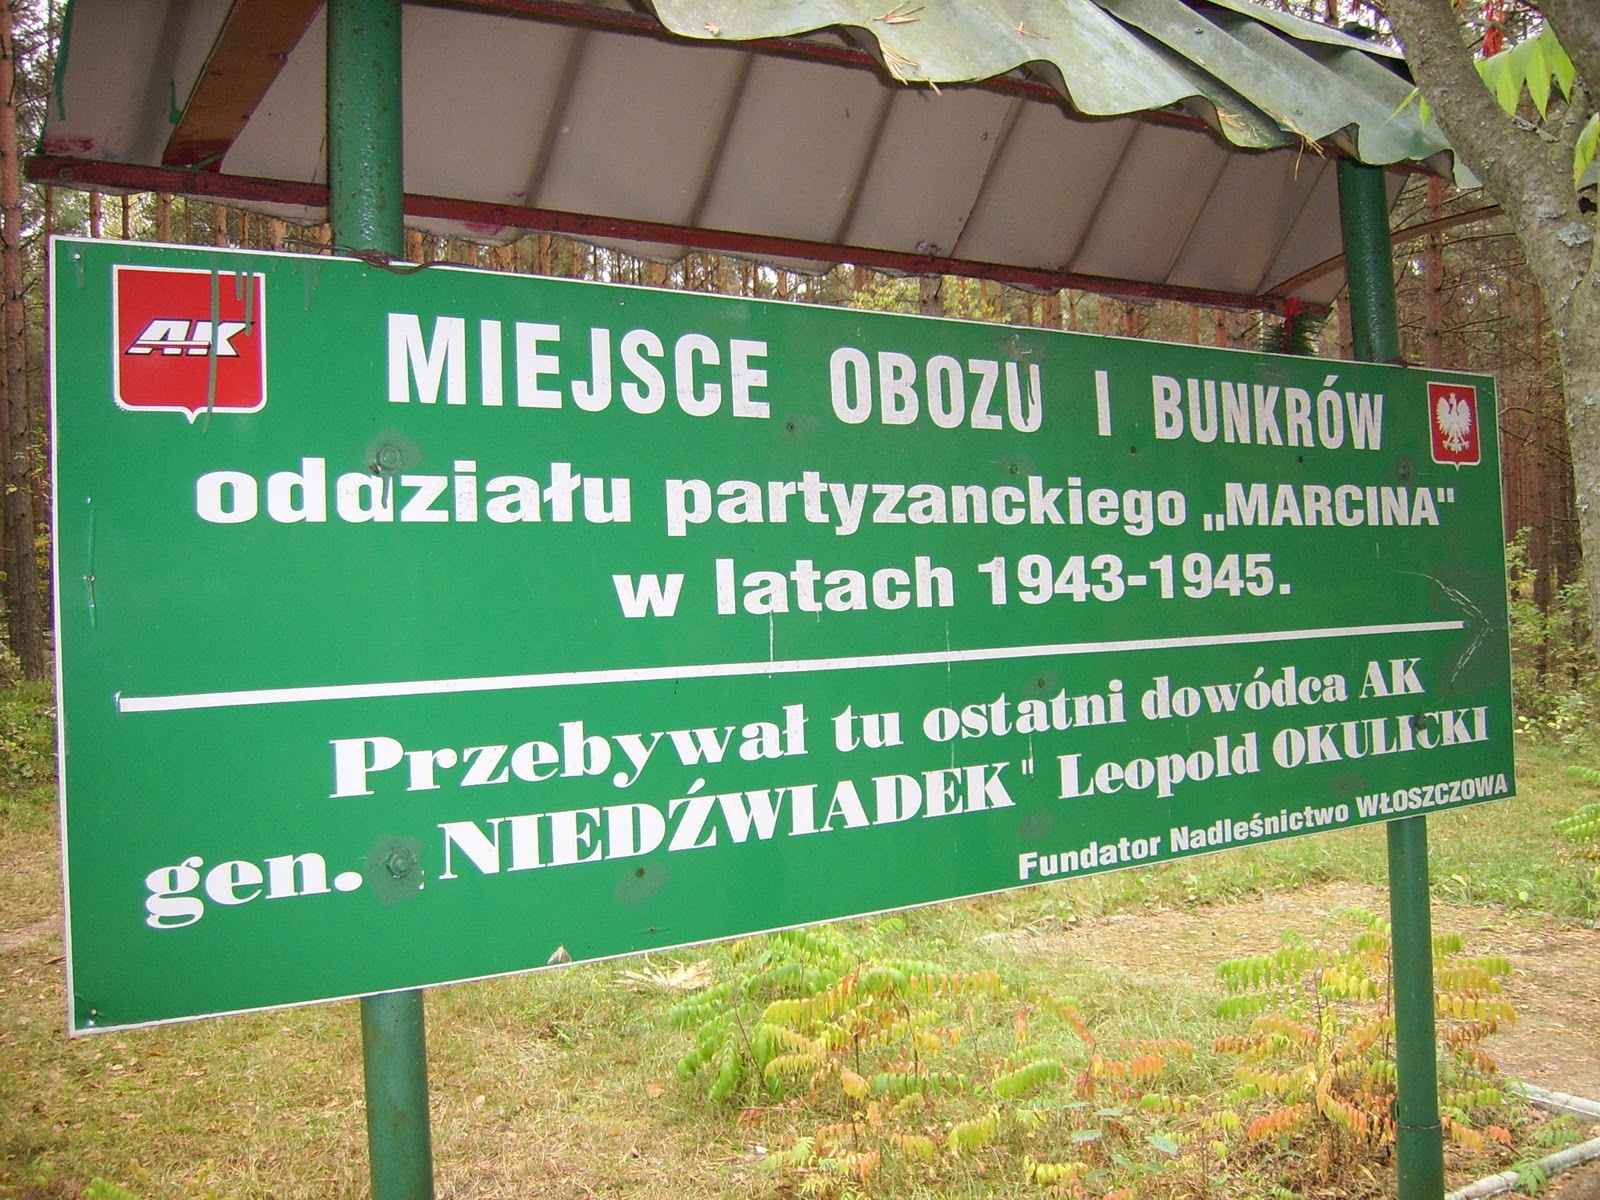 AK
MIEJSCE OBOZU I BUNKRÓW
oddziału partyzanckiego „MARCINA"
w latach 1943-1945.
Przebywał tu ostatni dowódca AK
gen. NIEDŹWIADEK" Leopold OKULICKI
Fundator Nadleśnictwo WŁOSZCZOWA